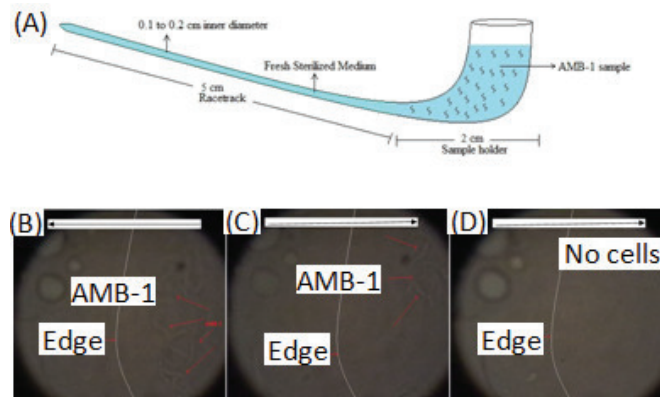 (A)
0.1 to 0.2 cm inner diameter
Fresh Sterilized Medium
AMB-1 sample
5 cm
Racetrack
2 cm
Sample holder
(B)
AMB-1
Edge
(C)
AMB-1
Edge
(D)
No cells
Edge